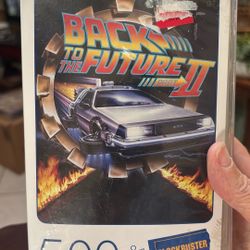 BACK
TO
THE FUTURE
PART II
500
BLOCKBUSTER